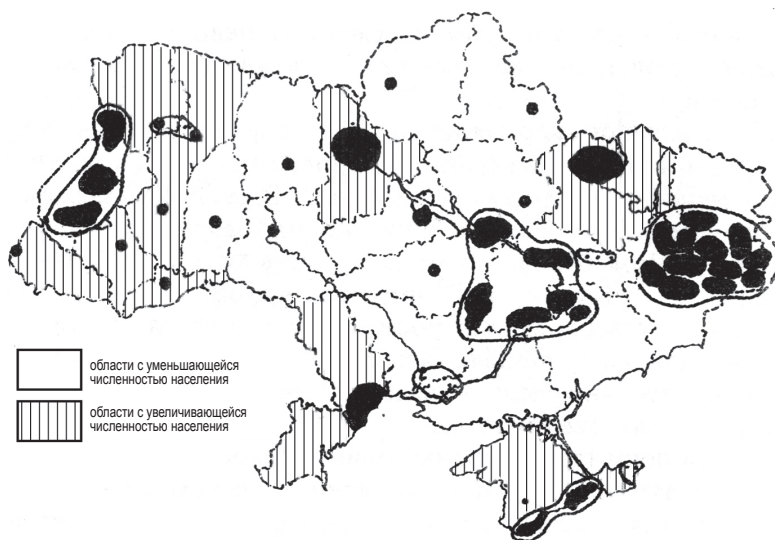 области с уменьшающейся
численностью населения
области с увеличивающейся
численностью населения